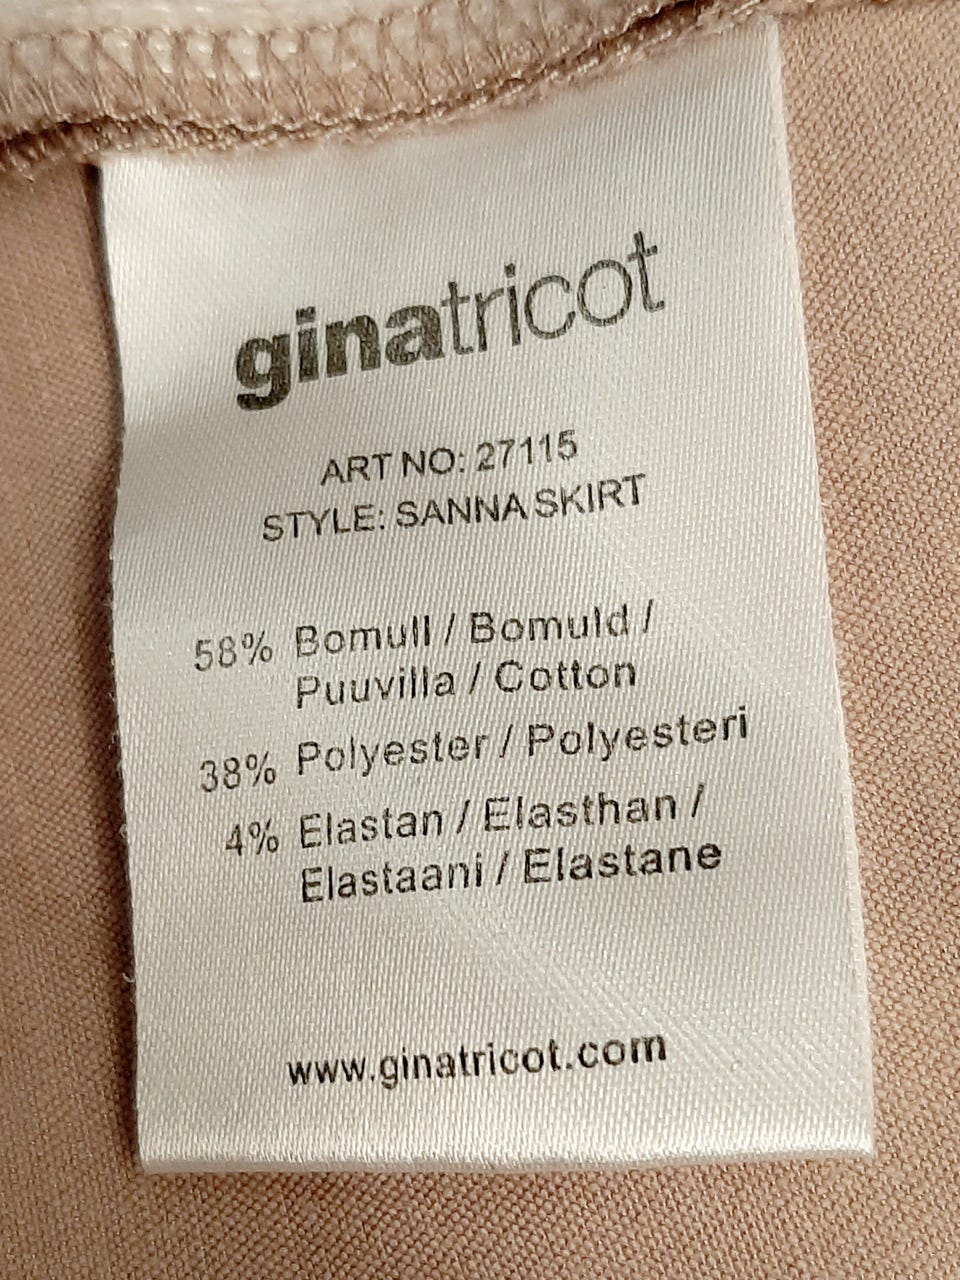 ginatricot
ART NO: 27115
STYLE: SANNA SKIRT
58% Bomull / Bomuld /
Puuvilla / Cotton
38% Polyester / Polyesteri
4% Elastan / Elasthan /
Elastaani / Elastane
www.ginatricot.com